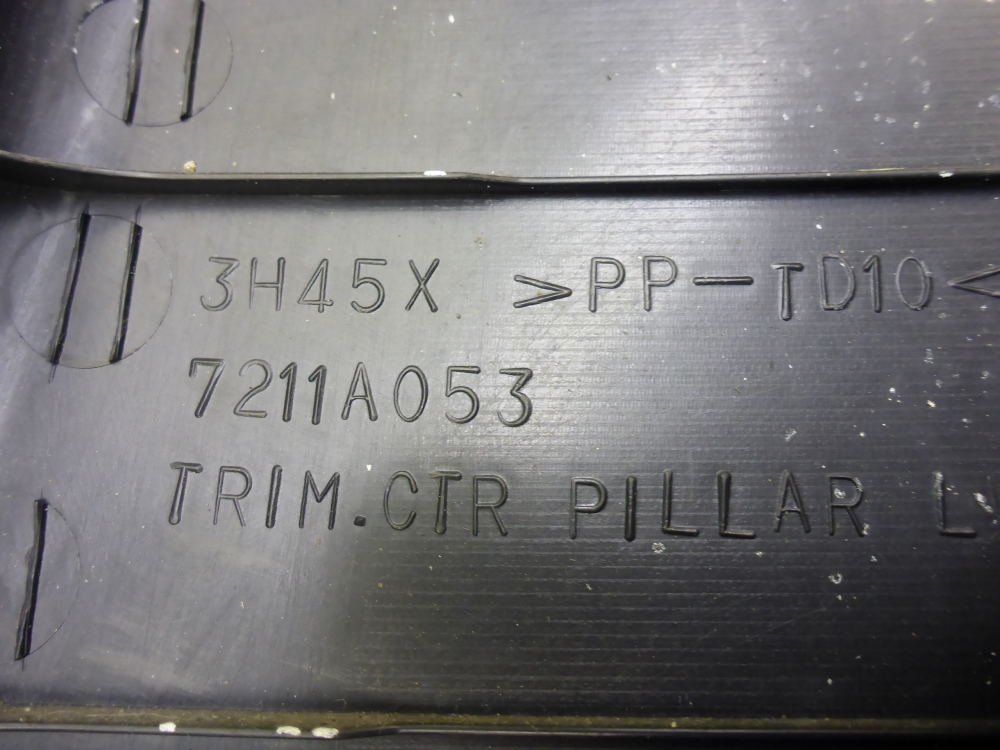 3H45X >PP-TD10<
7211A053
TRIM.CTR PILLAR L